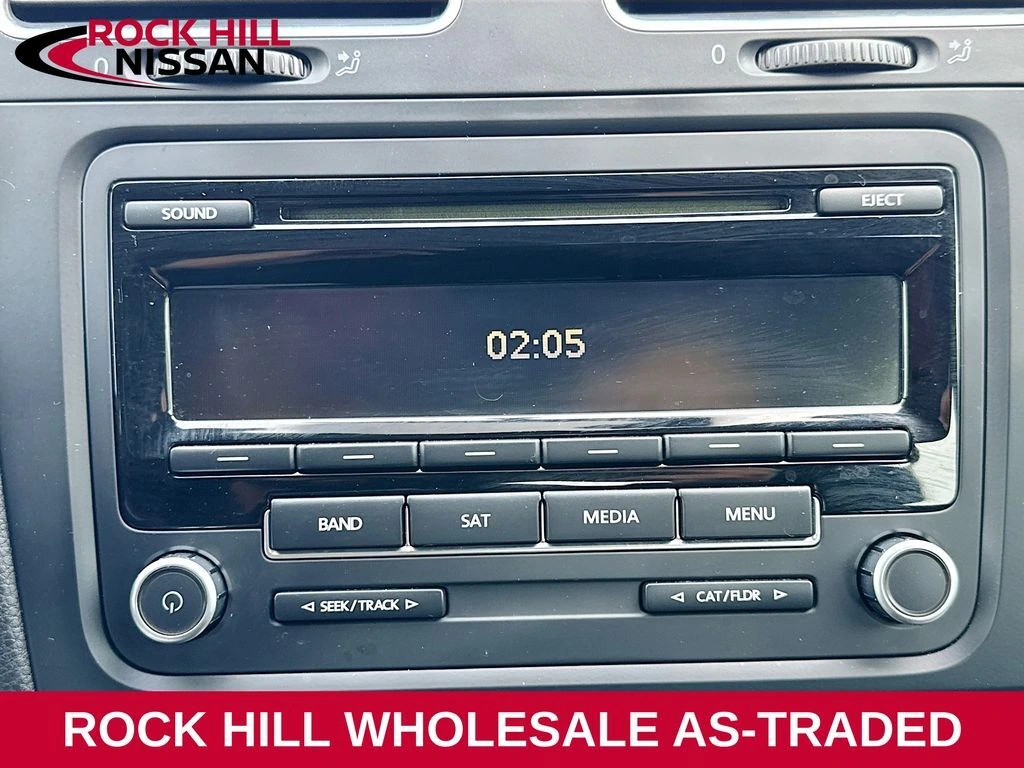 ROCK HILL
NISSAN
0
0
SOUND
EJECT
02:05
BAND SAT MEDIA MENU
SEEK/TRACK
CAT/FLDR
ROCK HILL WHOLESALE AS-TRADED